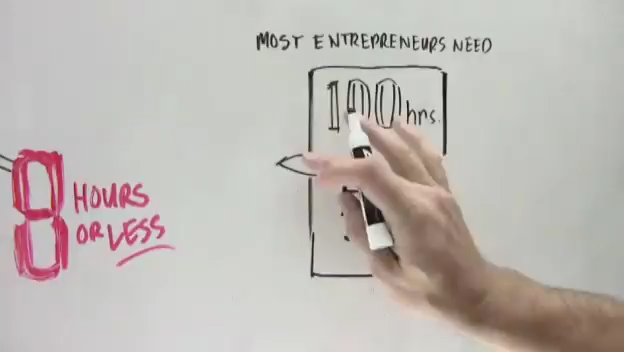 MOST ENTREPRENEURS NEED
100 hrs.
8 HOURS
OR LESS